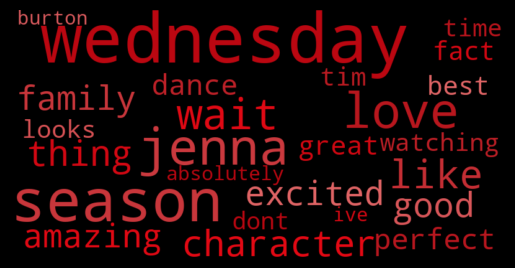 burton
wednesday
time
fact
family
dance
tim
best
looks
wait
love
thing
jenna
great
watching
absolutely
like
season
excited
good
dont
ive
amazing
character
perfect